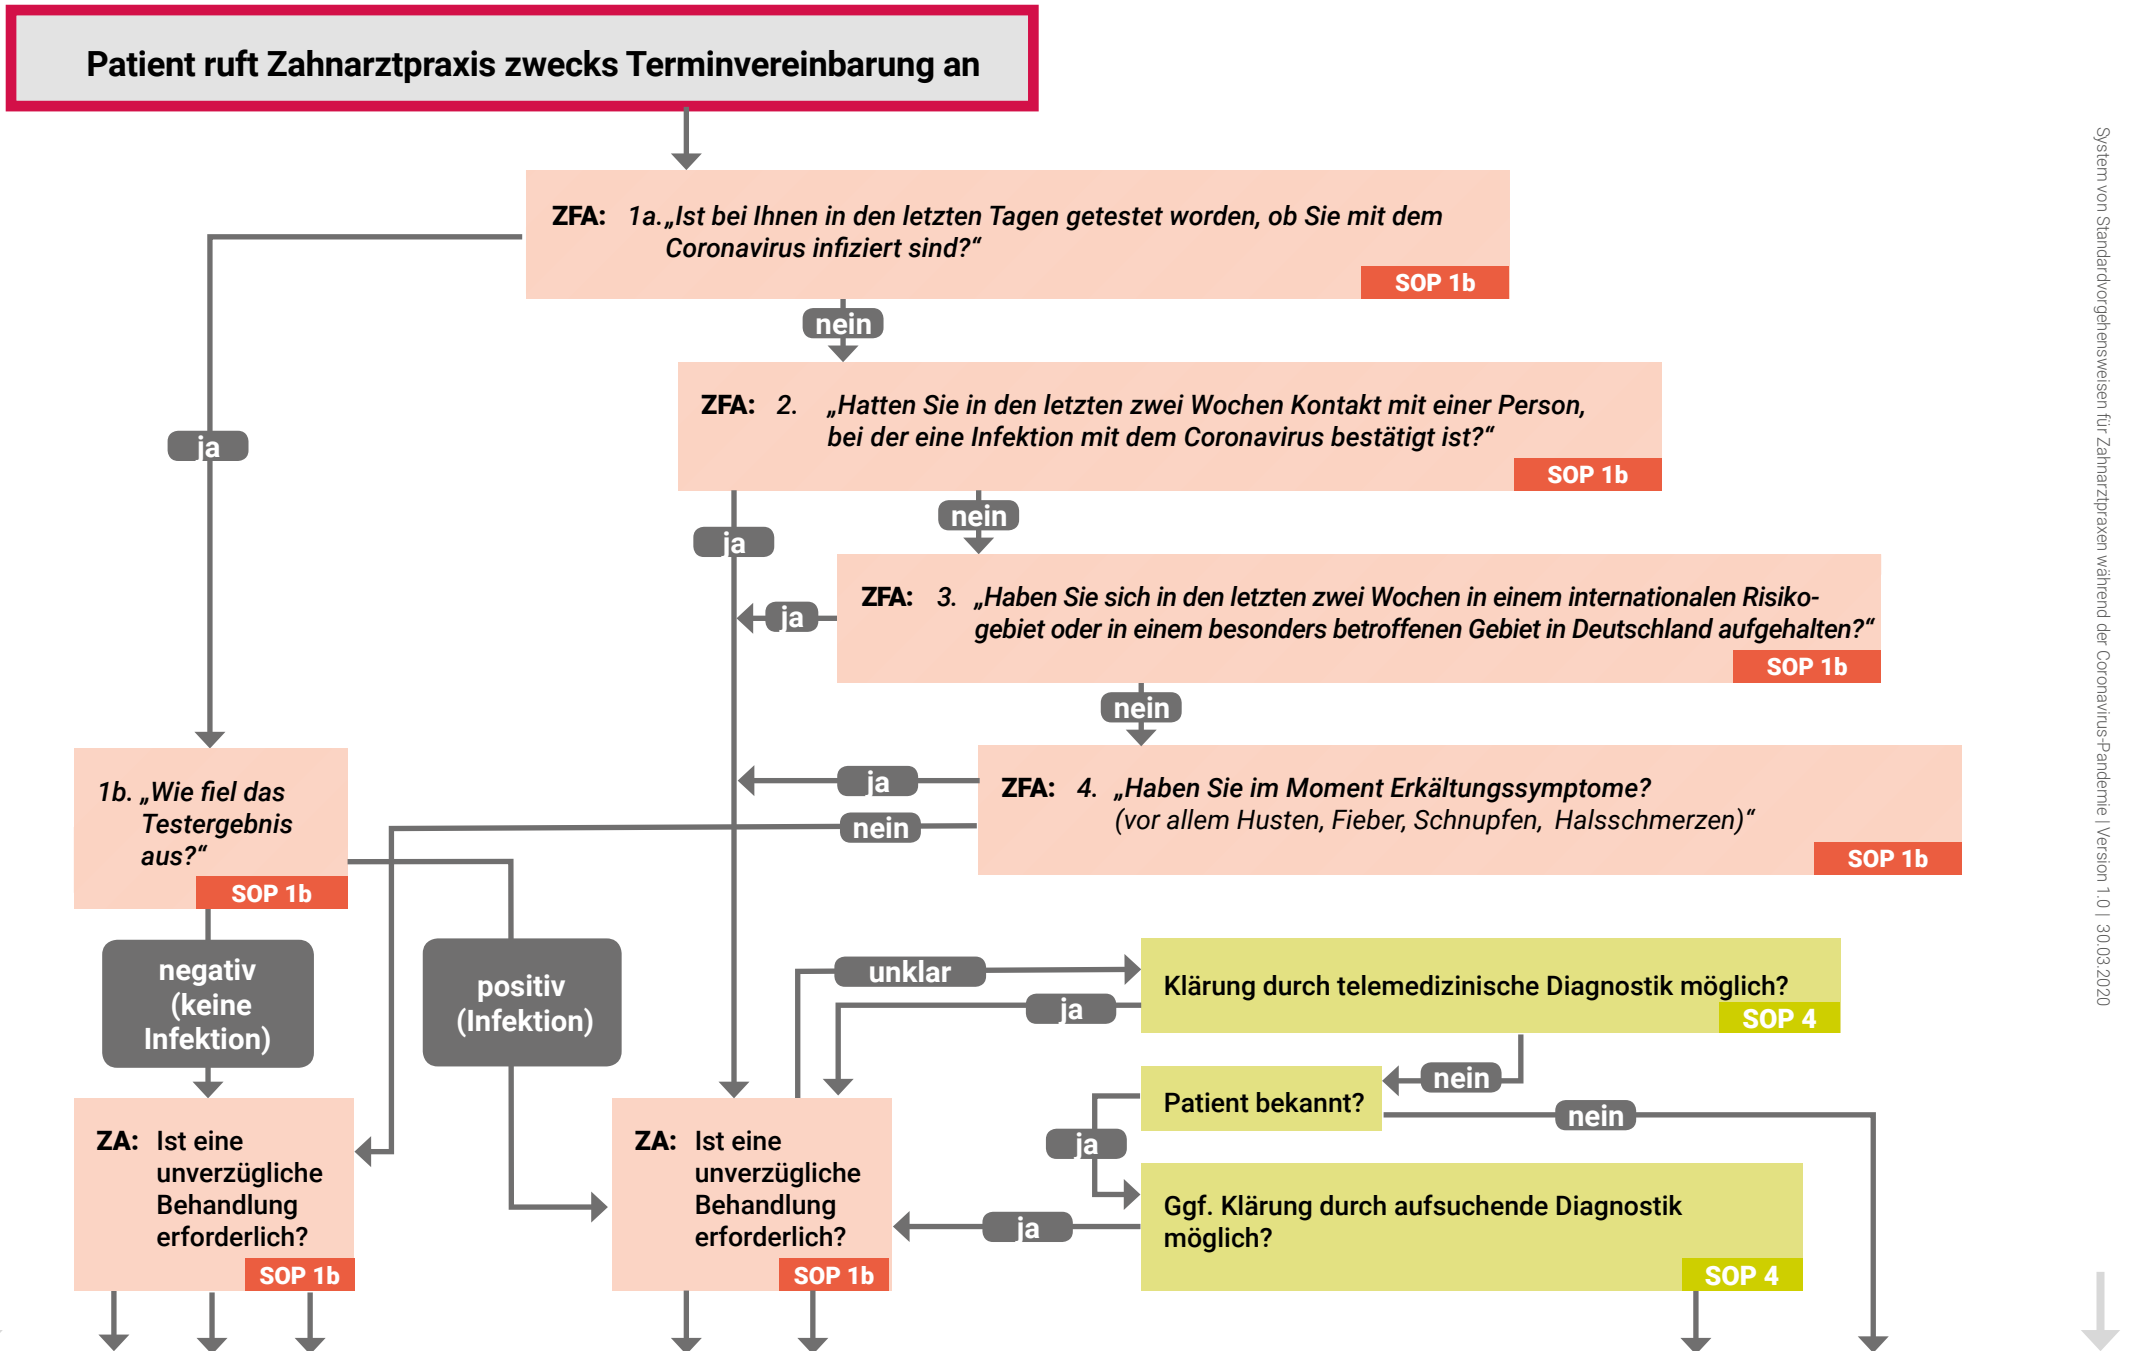 Patient ruft Zahnarztpraxis zwecks Terminvereinbarung an
ZFA: 1a. „Ist bei Ihnen in den letzten Tagen getestet worden, ob Sie mit dem
Coronavirus infiziert sind?“
SOP 1b
nein
ZFA: 2. „Hatten Sie in den letzten zwei Wochen Kontakt mit einer Person,
bei der eine Infektion mit dem Coronavirus bestätigt ist?“
SOP 1b
ja
nein
ja
ZFA: 3. „Haben Sie sich in den letzten zwei Wochen in einem internationalen Risiko-
gebiet oder in einem besonders betroffenen Gebiet in Deutschland aufgehalten?“
SOP 1b
ja
nein
ZFA: 4. „Haben Sie im Moment Erkältungssymptome?
(vor allem Husten, Fieber, Schnupfen, Halsschmerzen)“
SOP 1b
ja
nein
1b. „Wie fiel das
Testergebnis
aus?“
SOP 1b
negativ
(keine
Infektion)
positiv
(Infektion)
unklar
Klärung durch telemedizinische Diagnostik möglich?
SOP 4
ja
nein
Patient bekannt?
nein
ja
Ggf. Klärung durch aufsuchende Diagnostik
möglich?
SOP 4
ja
ZA: Ist eine
unverzügliche
Behandlung
erforderlich?
SOP 1b
ZA: Ist eine
unverzügliche
Behandlung
erforderlich?
SOP 1b
System von Standardvorgehensweisen für Zahnarztpraxen während der Coronavirus-Pandemie | Version 1.0 | 30.03.2020